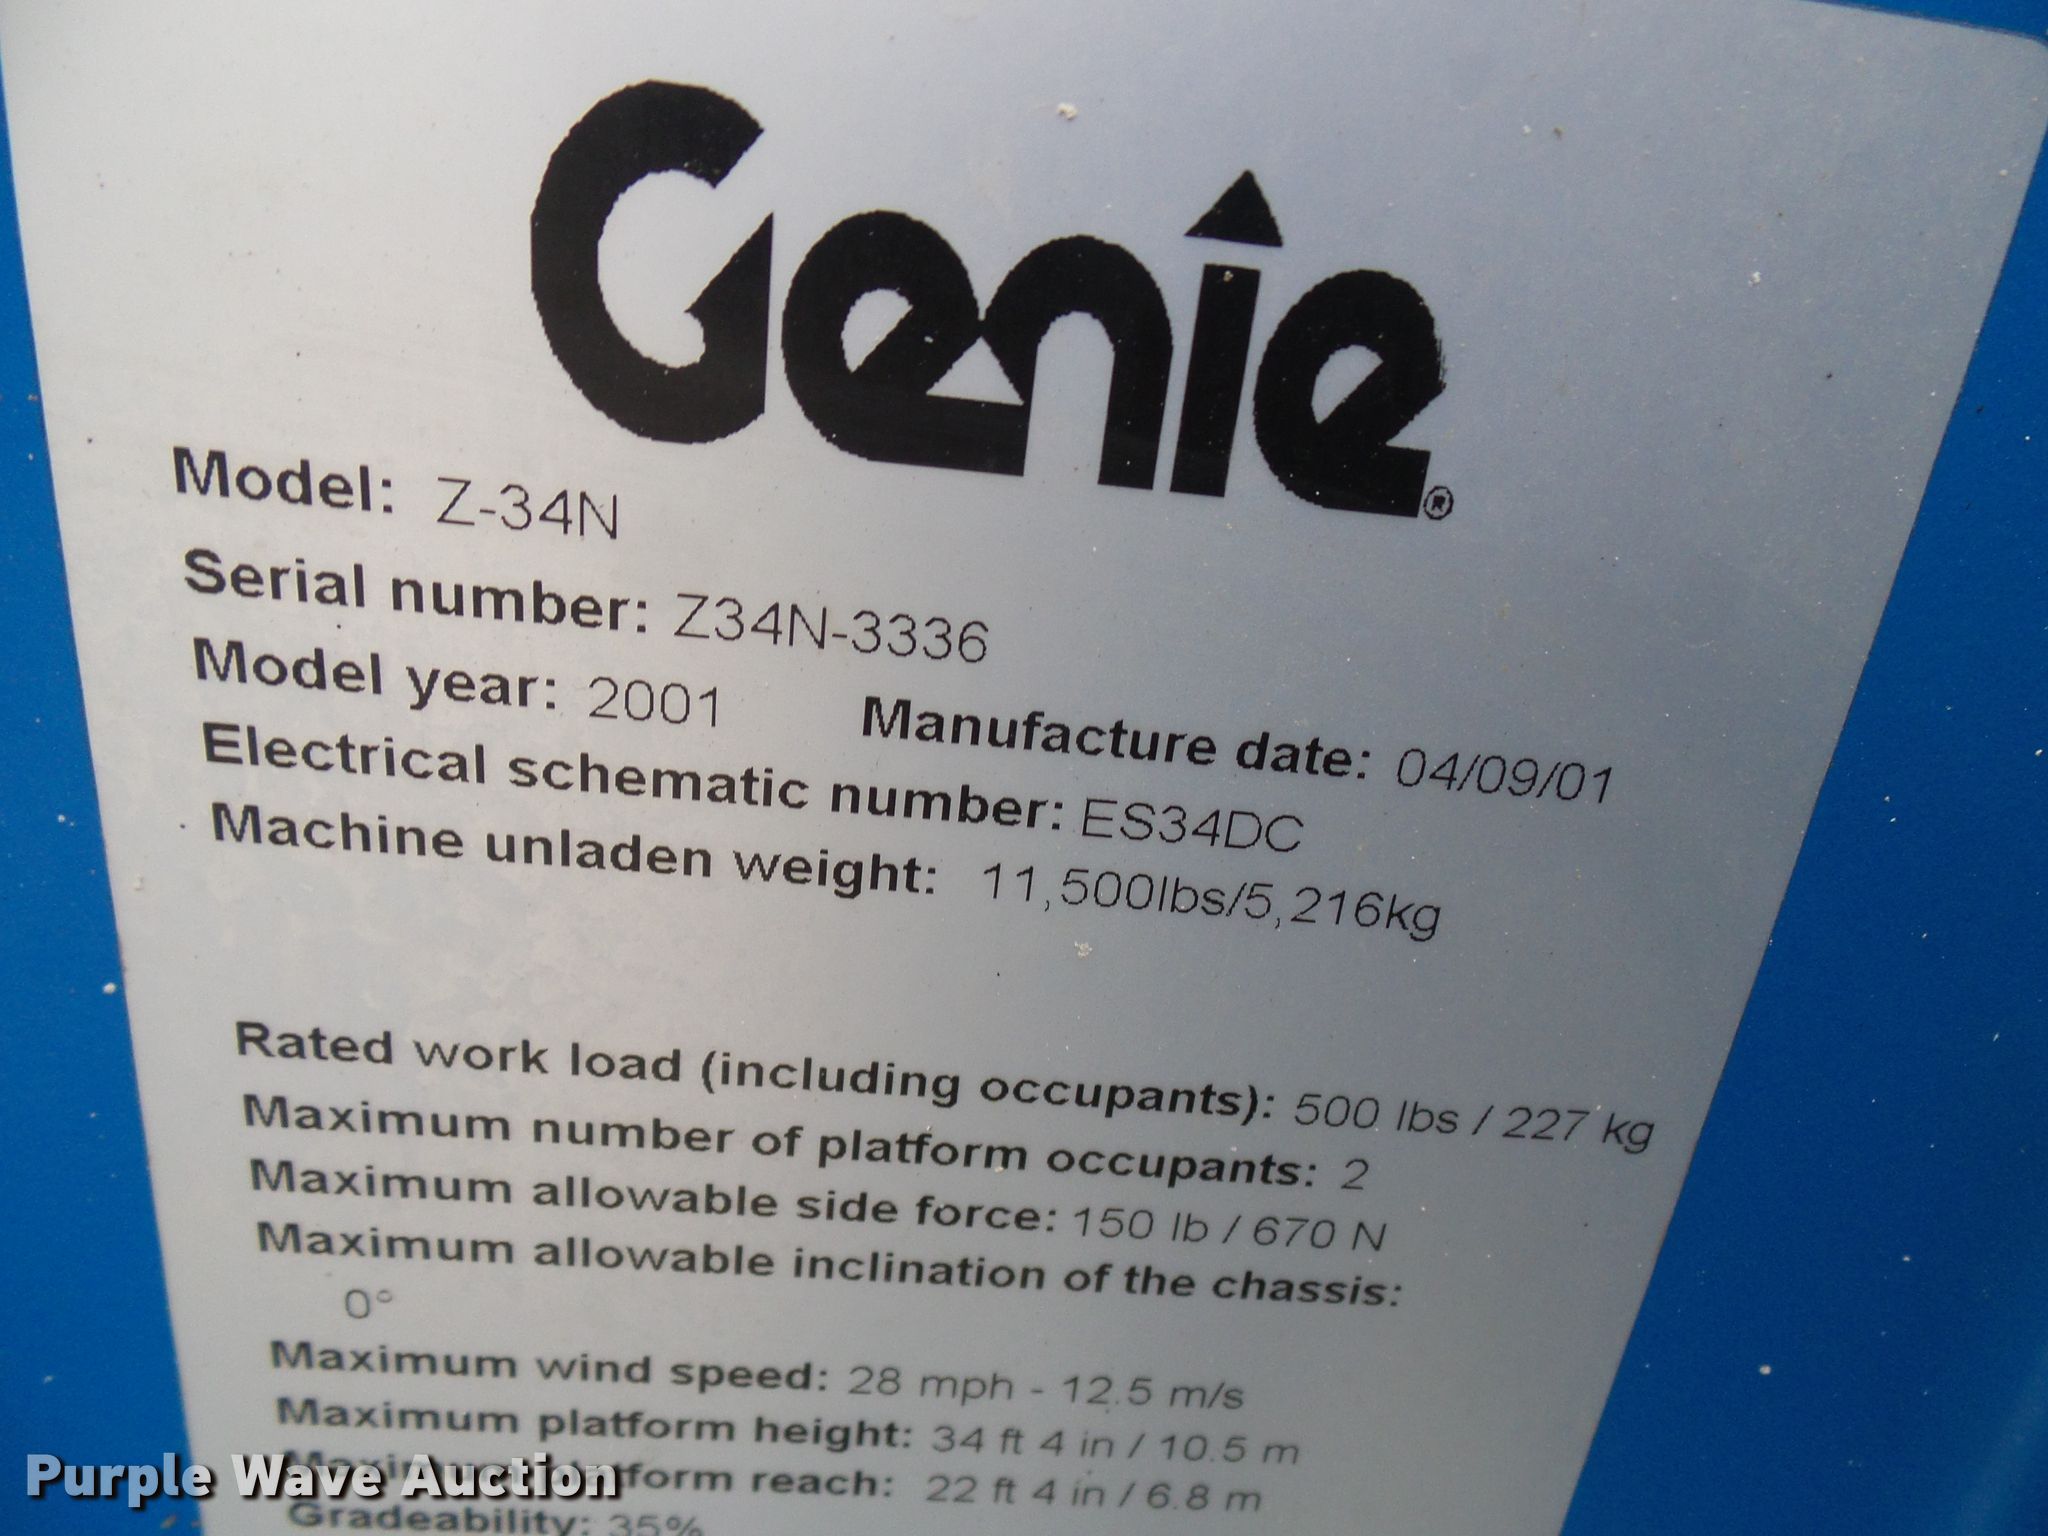 Genie®
Model: Z-34N
Serial number: Z34N-3336
Model year: 2001 Manufacture date: 04/09/01
Electrical schematic number: ES34DC
Machine unladen weight: 11,500lbs/5,216kg
Rated work load (including occupants): 500 lbs / 227 kg
Maximum number of platform occupants: 2
Maximum allowable side force: 150 lb / 670 N
Maximum allowable inclination of the chassis:
0°
Maximum wind speed: 28 mph - 12.5 m/s
Maximum platform height: 34 ft 4 in / 10.5 m
Maximum platform reach: 22 ft 4 in / 6.8 m
Gradeability: 35%
Purple Wave Auction